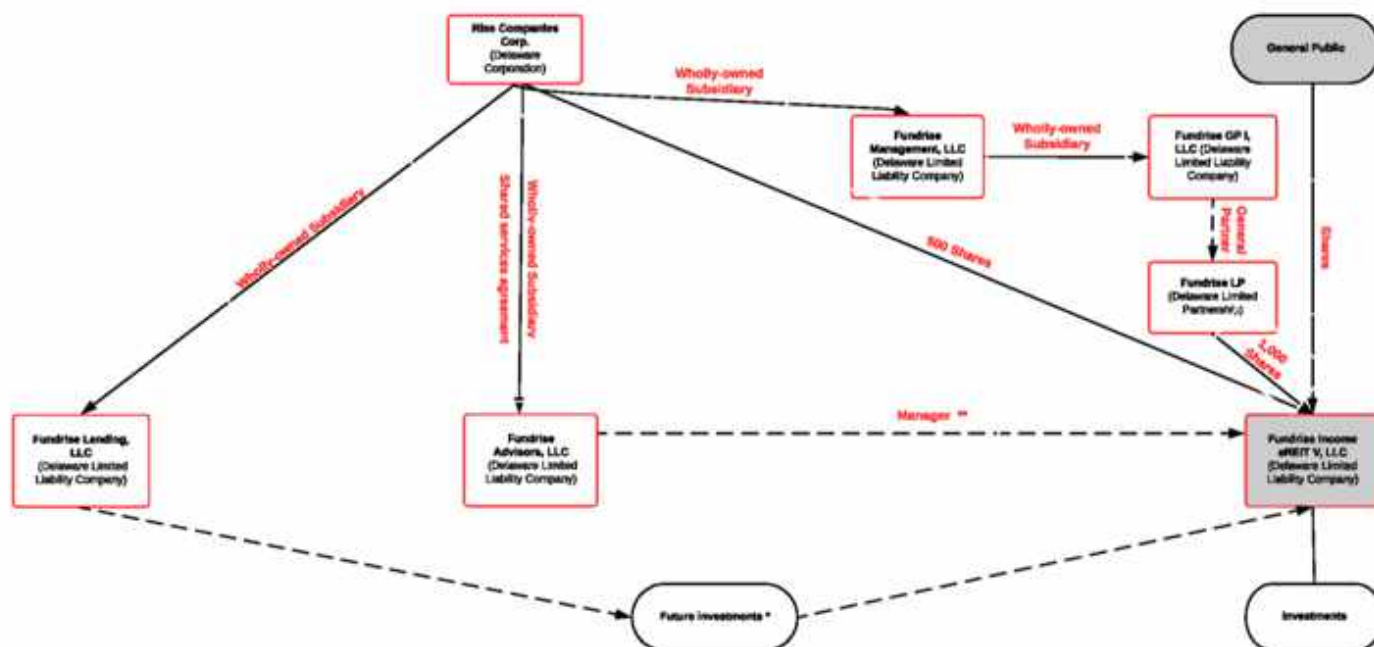 Rise Companies
Corp.
(Delaware
Corporation)
General Public
Wholly-owned
Subsidiary
Fundrise
Management, LLC
(Delaware Limited
Liability Company)
Wholly-owned
Subsidiary
Fundrise GP I,
LLC (Delaware
Limited Liability
Company)
Wholly-owned Subsidiary
Wholly-owned Subsidiary
Shared services agreement
500 Shares
General
Partner
Shares
Fundrise LP
(Delaware Limited
Partnership)
1,000
Shares
Fundrise Lending,
LLC
(Delaware Limited
Liability Company)
Fundrise
Advisors, LLC
(Delaware Limited
Liability Company)
Manager **
Fundrise Income
eREIT V, LLC
(Delaware Limited
Liability Company)
Future investments *
Investments